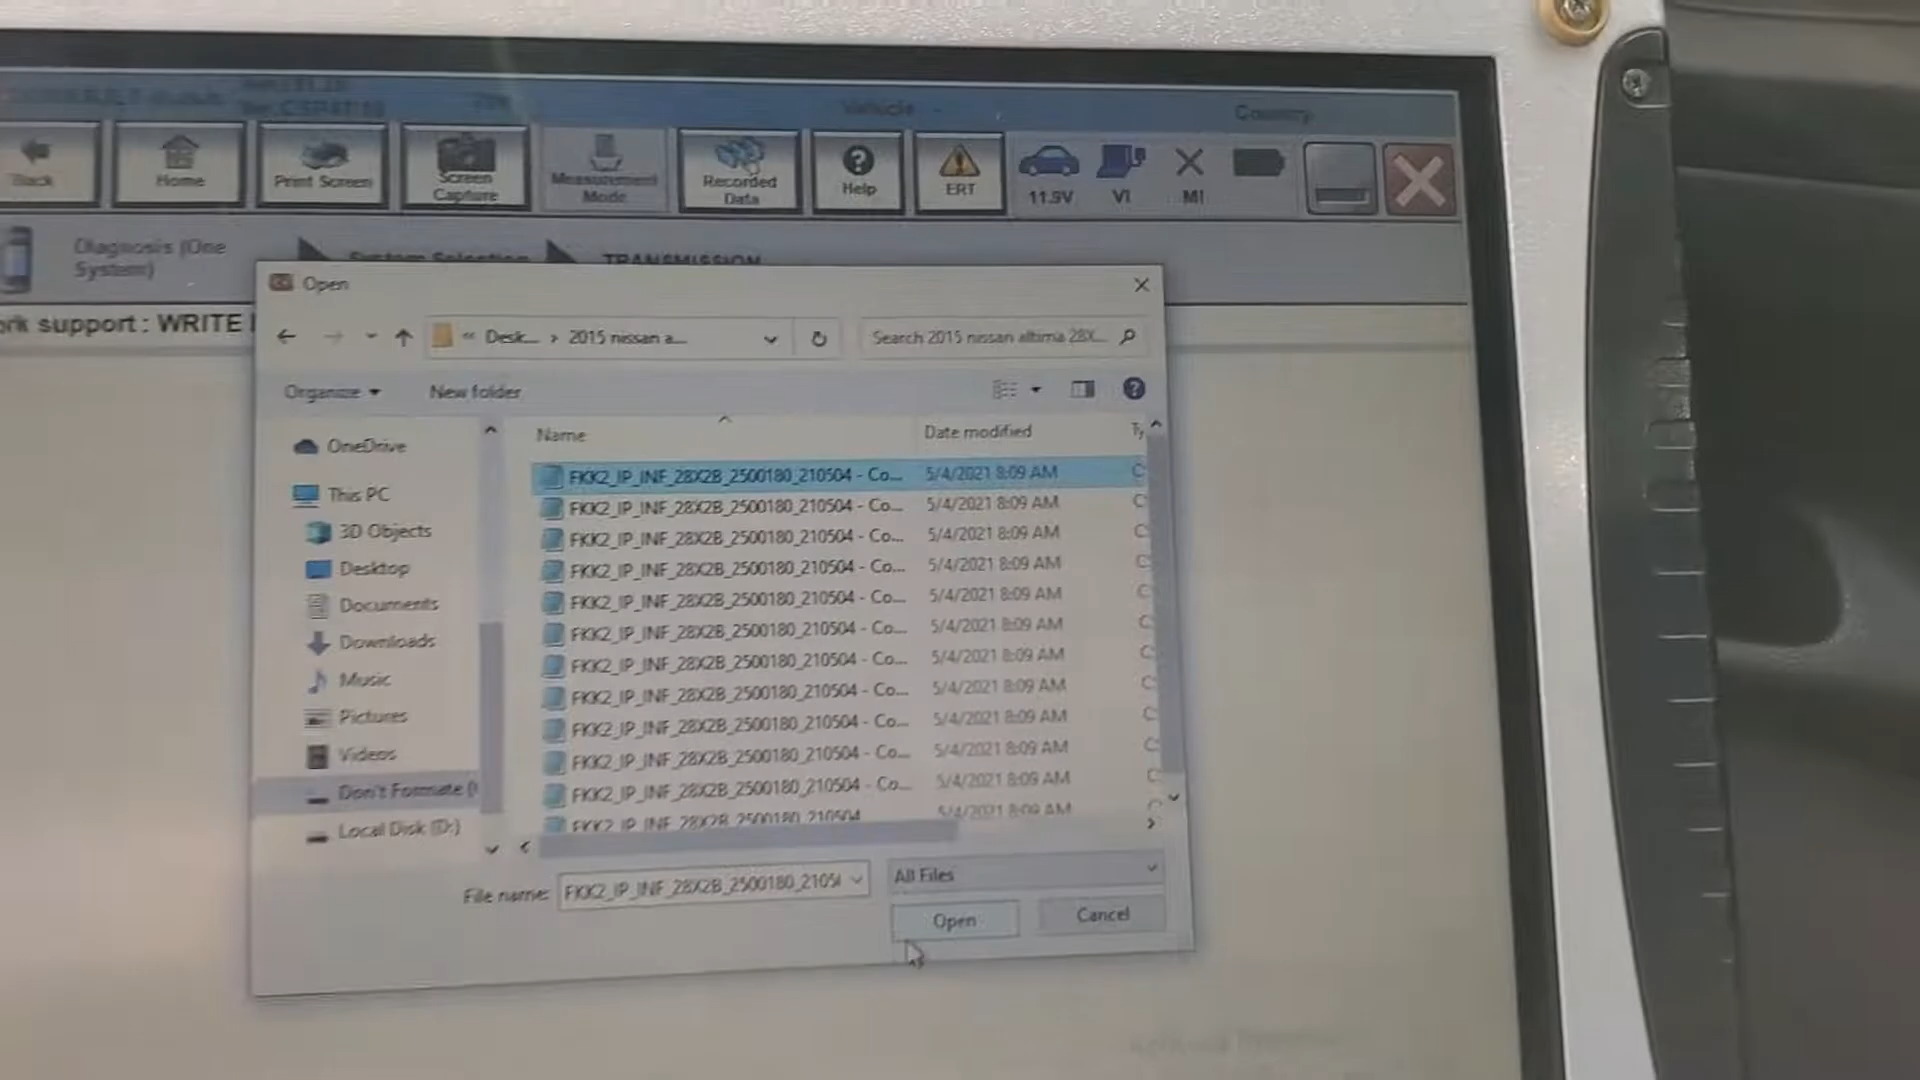 Vehicle
Country
Back
Home
Print Screen
Screen Capture
Measurement Mode
Recorded Data
Help
ERT
11.9V
VI
MI
Diagnosis (One System)
System Selection
TRANSMISSION
ork support : WRITE
Open
« Desk... › 2015 nissan a...
Search 2015 nissan altima 28X...
Organize
New folder
Name
Date modified
Ty
OneDrive
This PC
3D Objects
Desktop
Documents
Downloads
Music
Pictures
Videos
Don't Formate (
Local Disk (D:)
FKK2_IP_INF_28X2B_2500180_210504 - Co... 5/4/2021 8:09 AM C
FKK2_IP_INF_28X2B_2500180_210504 - Co... 5/4/2021 8:09 AM C
FKK2_IP_INF_28X2B_2500180_210504 - Co... 5/4/2021 8:09 AM C
FKK2_IP_INF_28X2B_2500180_210504 - Co... 5/4/2021 8:09 AM C
FKK2_IP_INF_28X2B_2500180_210504 - Co... 5/4/2021 8:09 AM C
FKK2_IP_INF_28X2B_2500180_210504 - Co... 5/4/2021 8:09 AM C
FKK2_IP_INF_28X2B_2500180_210504 - Co... 5/4/2021 8:09 AM C
FKK2_IP_INF_28X2B_2500180_210504 - Co... 5/4/2021 8:09 AM C
FKK2_IP_INF_28X2B_2500180_210504 - Co... 5/4/2021 8:09 AM C
FKK2_IP_INF_28X2B_2500180_210504 - Co... 5/4/2021 8:09 AM C
FKK2_IP_INF_28X2B_2500180_210504 - Co... 5/4/2021 8:09 AM C
FKK2_IP_INF_28X2B_2500180_210504 5/4/2021 8:09 AM C
File name: FKK2_IP_INF_28X2B_2500180_2105
All Files
Open
Cancel